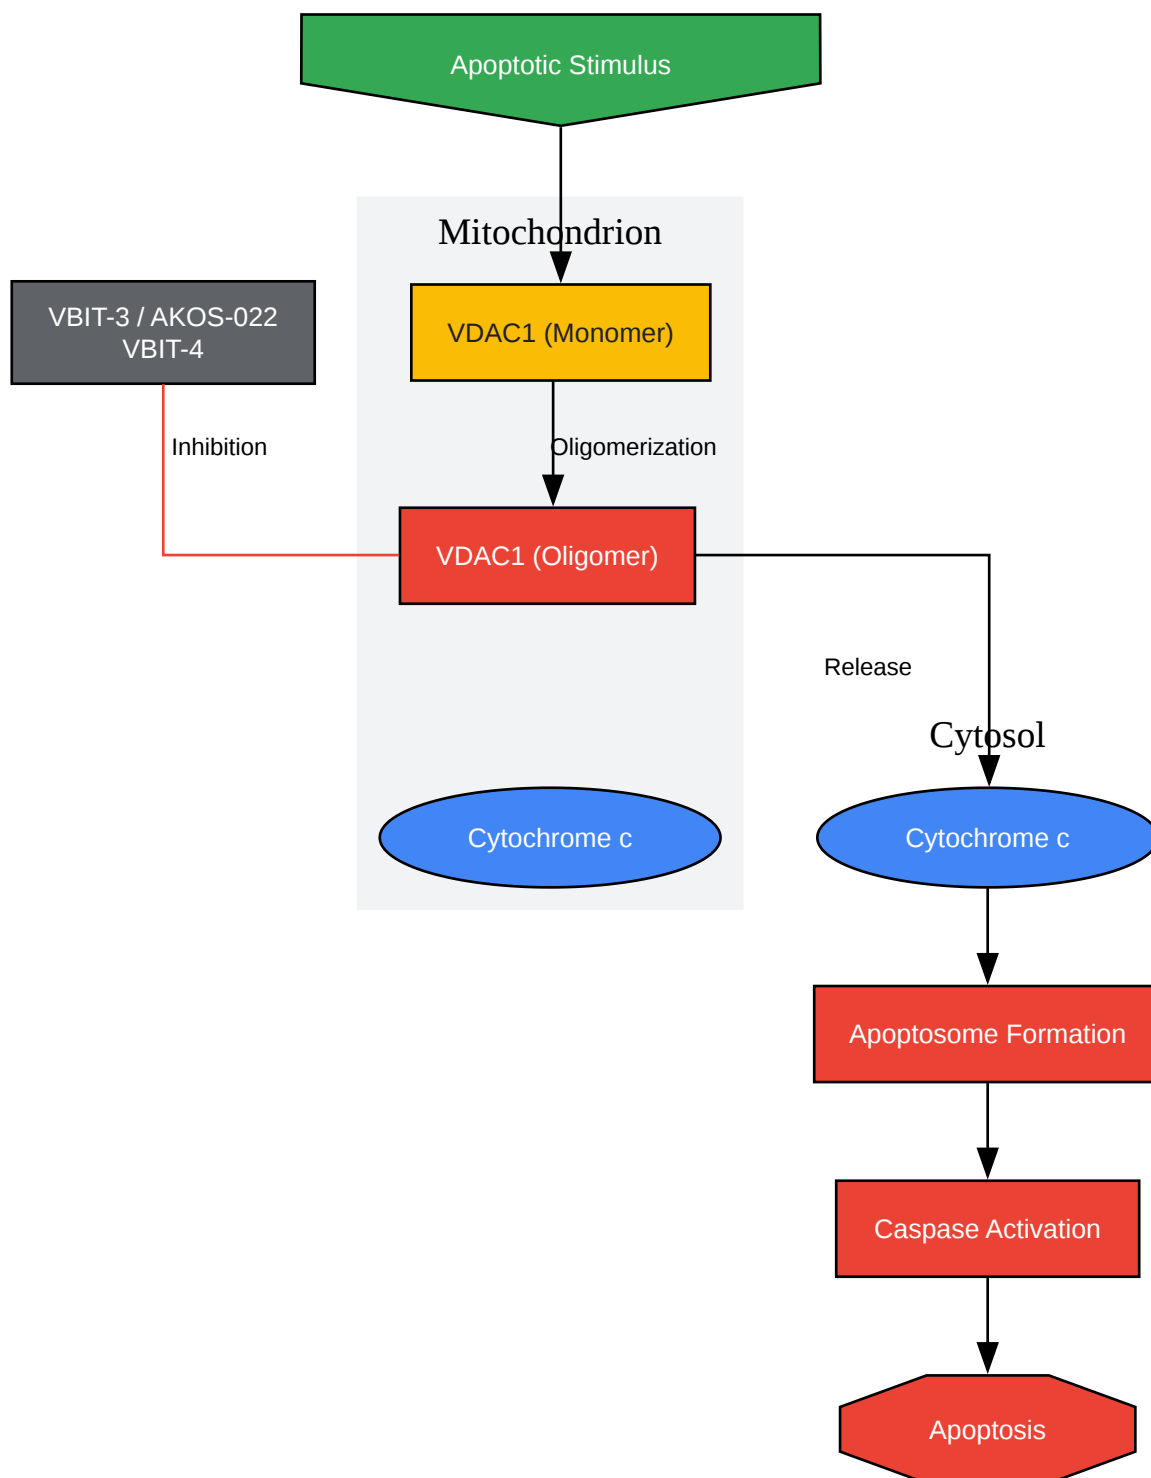 Apoptotic Stimulus
Mitochondrion
VBIT-3 / AKOS-022
VBIT-4
VDAC1 (Monomer)
Inhibition
Oligomerization
VDAC1 (Oligomer)
Release
Cytosol
Cytochrome c
Cytochrome c
Apoptosome Formation
Caspase Activation
Apoptosis